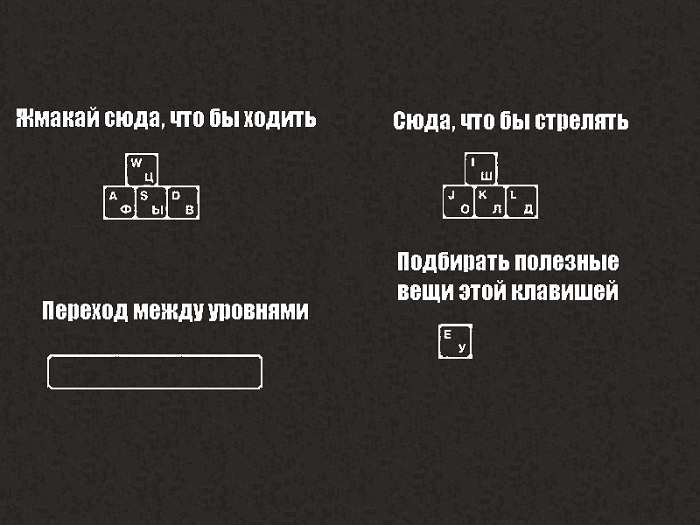 Жмакай сюда, что бы ходить
W
Ц
A S D
Ф Ы В
Сюда, что бы стрелять
I
Ш
J K L
О Л Д
Переход между уровнями
Подбирать полезные
вещи этой клавишей
E
У